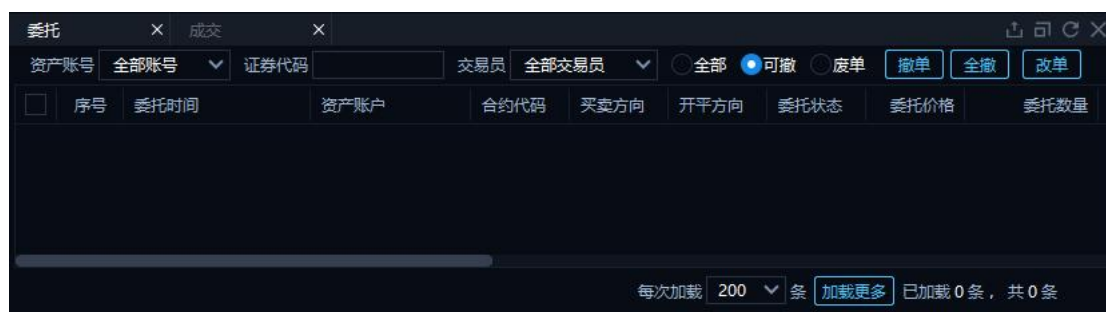 委托 成交
资产账号 全部账号 证券代码 交易员 全部交易员 全部 可撤 废单 撤单 全撤 改单
序号 委托时间 资产账户 合约代码 买卖方向 开平方向 委托状态 委托价格 委托数量
每次加载 200 条 加载更多 已加载 0 条，共 0 条